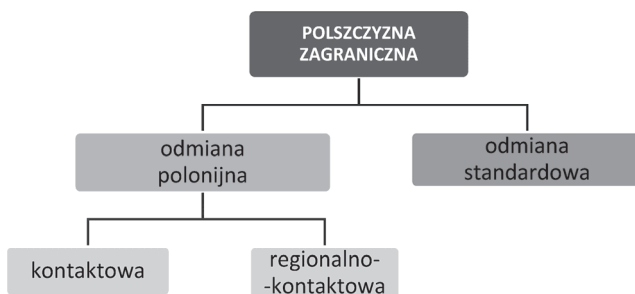 POLSZCZYZNA
ZAGRANICZNA
odmiana
polonijna
odmiana
standardowa
kontaktowa
regionalno-
-kontaktowa